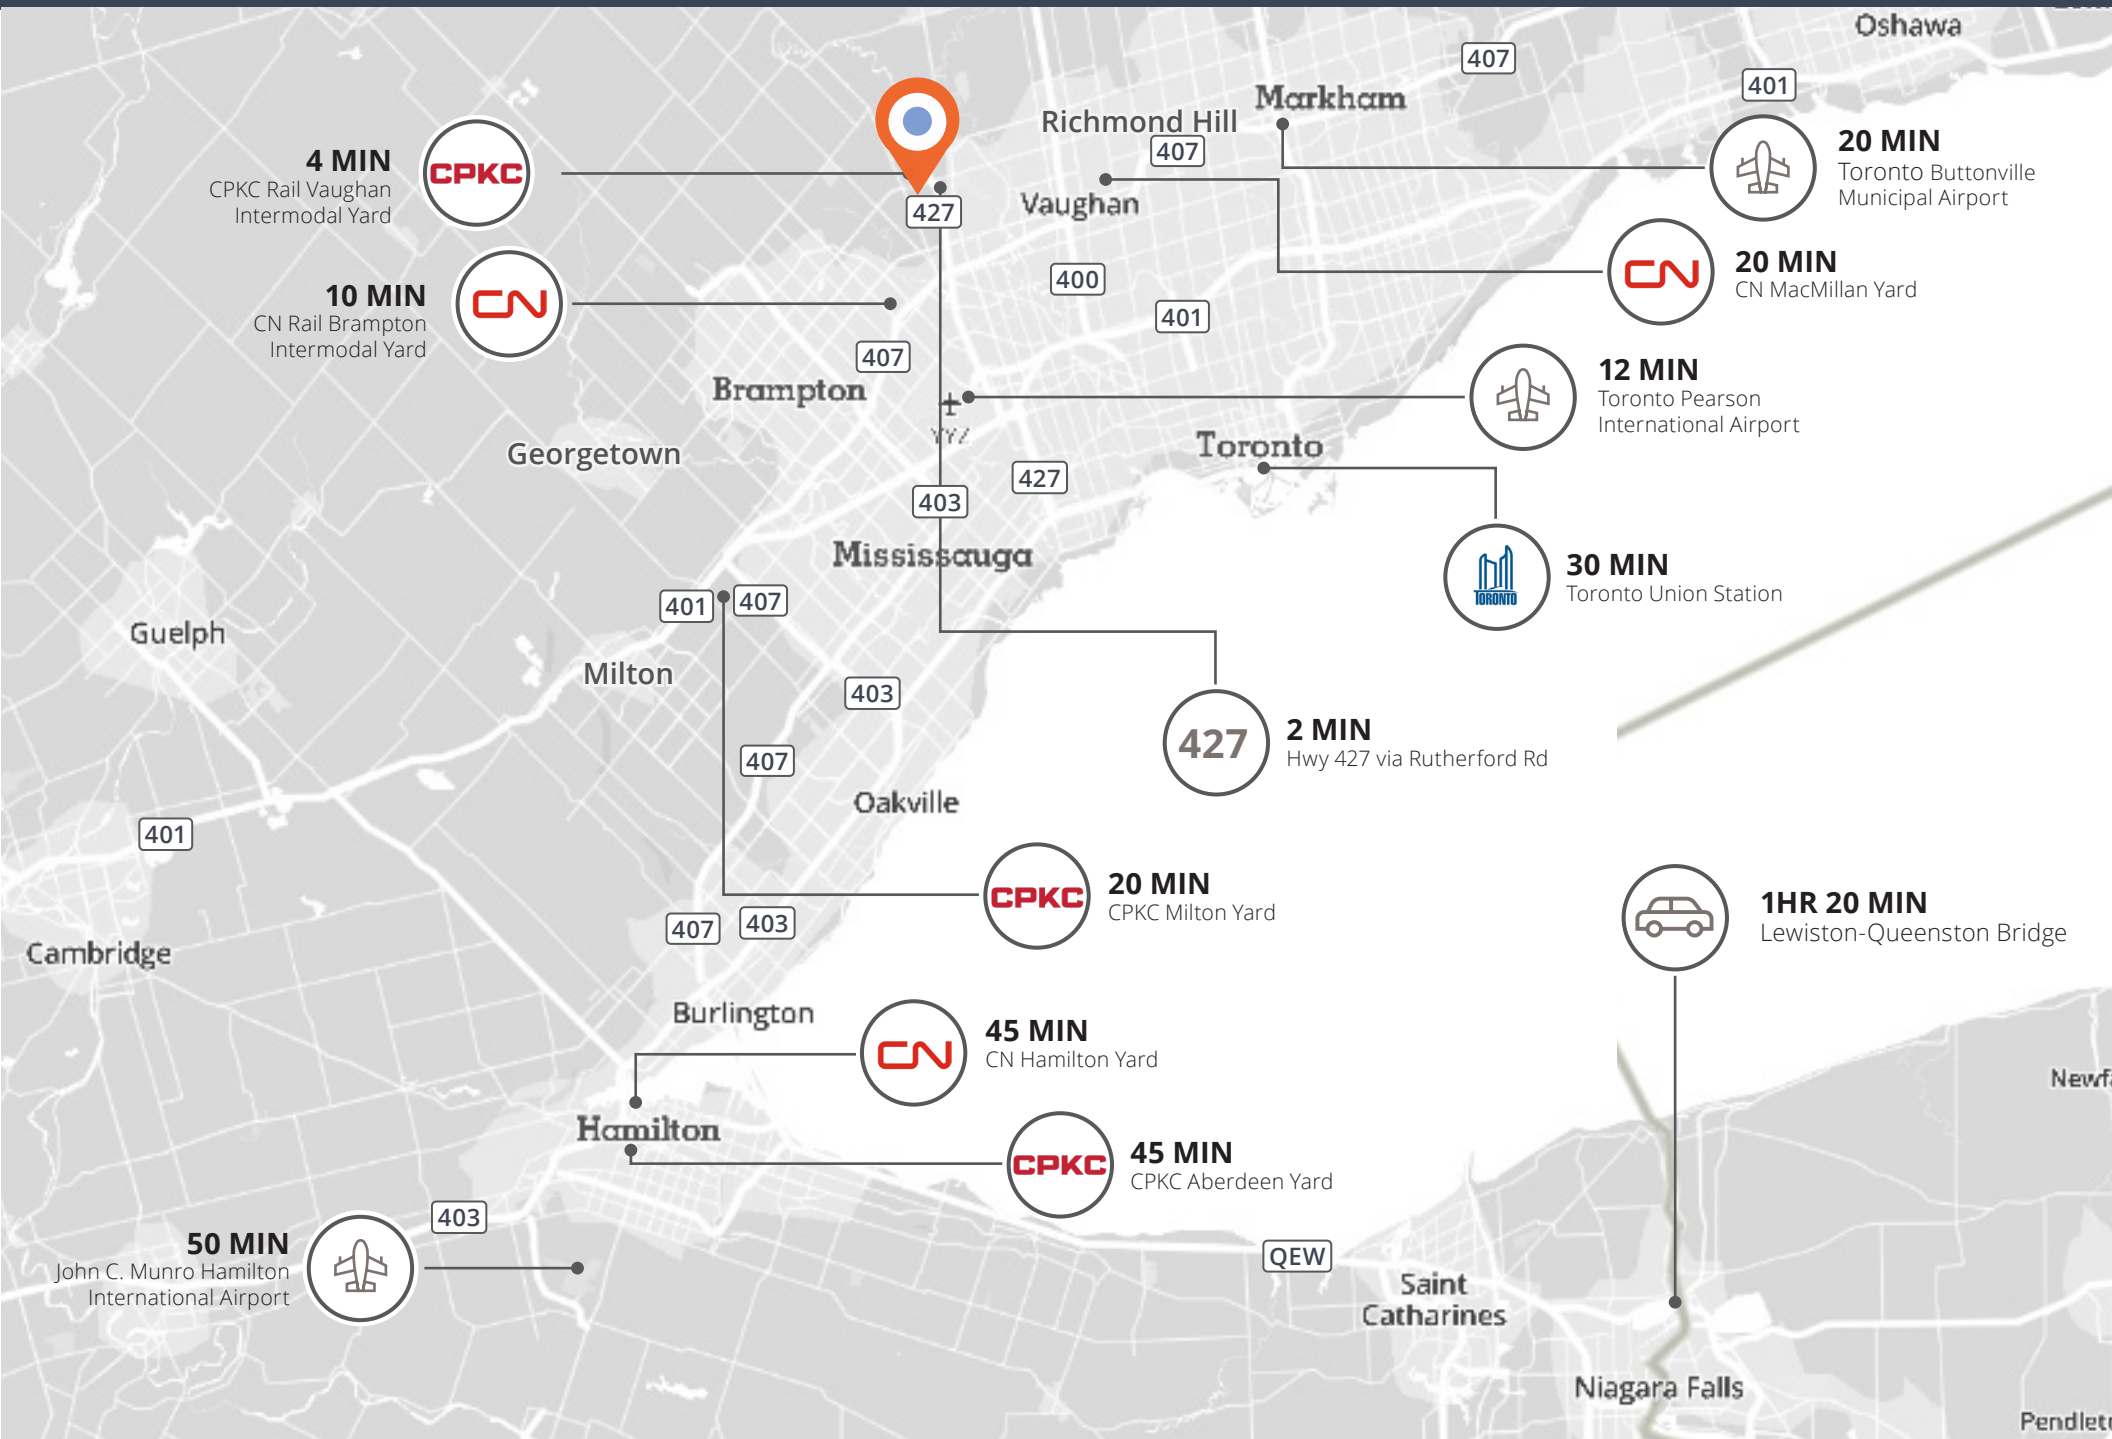 Oshawa
407
401
Markham
Richmond Hill
407
20 MIN
Toronto Buttonville
Municipal Airport
4 MIN
CPKC Rail Vaughan
Intermodal Yard
CPKC
427
Vaughan
20 MIN
CN MacMillan Yard
CN
400
401
10 MIN
CN Rail Brampton
Intermodal Yard
CN
407
Brampton
12 MIN
Toronto Pearson
International Airport
YYZ
Georgetown
Toronto
427
403
Mississauga
TORONTO
30 MIN
Toronto Union Station
401
407
Guelph
Milton
403
427
2 MIN
Hwy 427 via Rutherford Rd
407
Oakville
401
CPKC
20 MIN
CPKC Milton Yard
407
403
1HR 20 MIN
Lewiston-Queenston Bridge
Cambridge
Burlington
CN
45 MIN
CN Hamilton Yard
Newf
Hamilton
CPKC
45 MIN
CPKC Aberdeen Yard
403
50 MIN
John C. Munro Hamilton
International Airport
QEW
Saint
Catharines
Niagara Falls
Pendlet